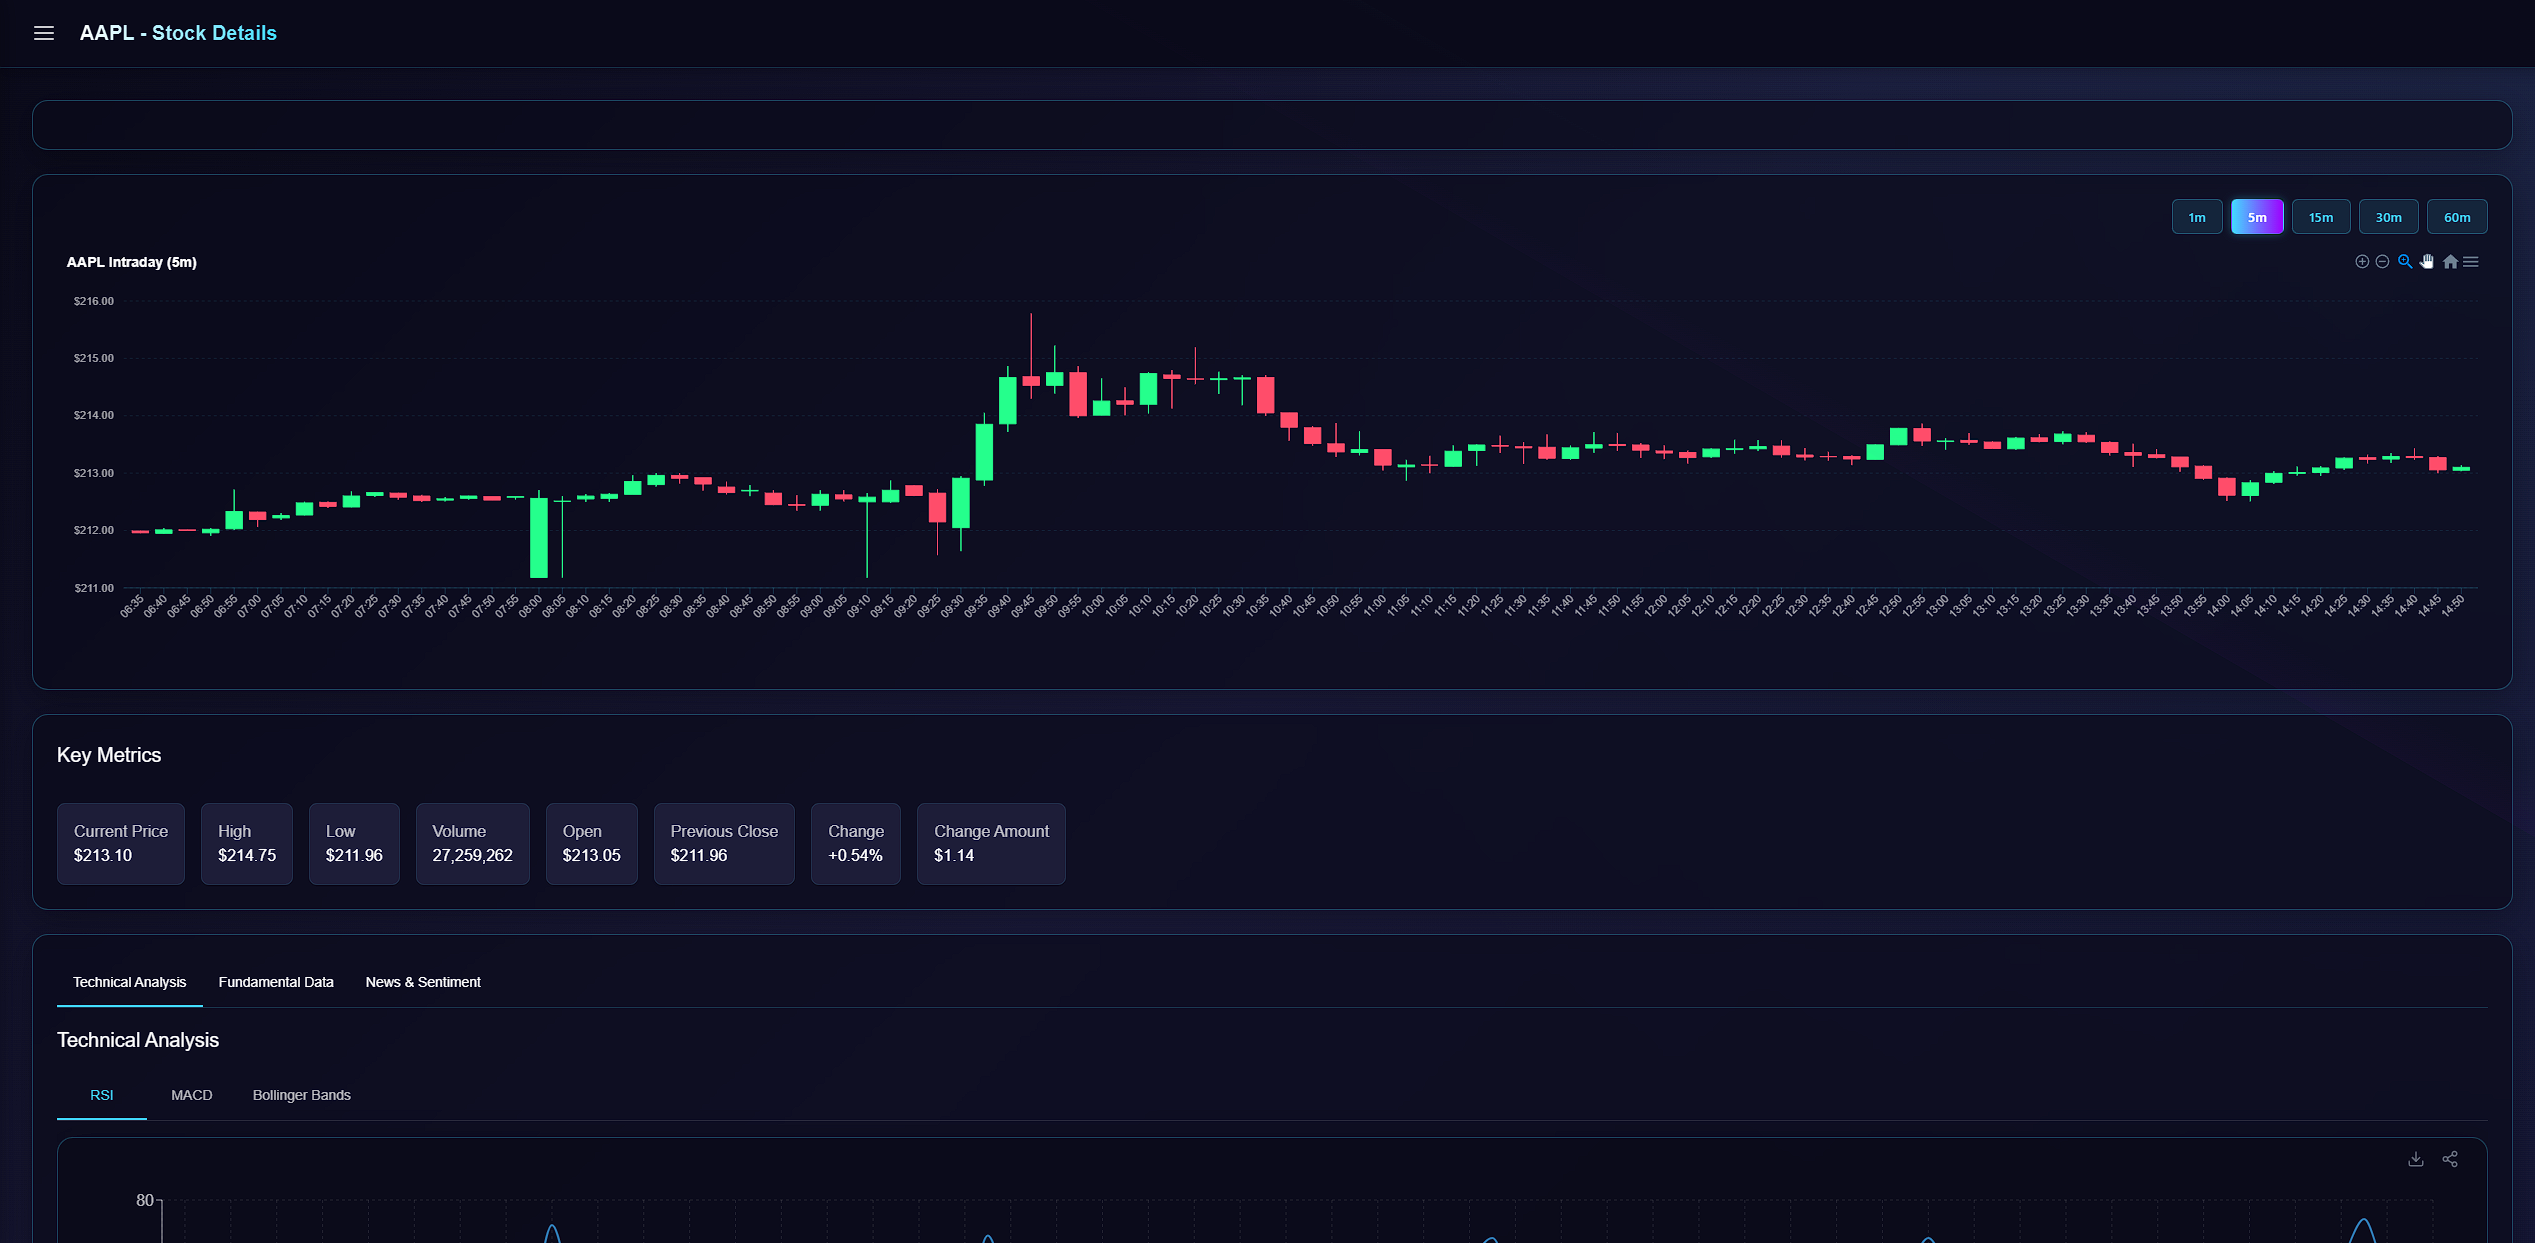 AAPL - Stock Details
1m 5m 15m 30m 60m
AAPL Intraday (5m)
$216.00
$215.00
$214.00
$213.00
$212.00
$211.00
06:35 06:40 06:45 06:50 06:55 07:00 07:05 07:10 07:15 07:20 07:25 07:30 07:35 07:40 07:45 07:50 07:55 08:00 08:05 08:10 08:15 08:20 08:25 08:30 08:35 08:40 08:45 08:50 08:55 09:00 09:05 09:10 09:15 09:20 09:25 09:30 09:35 09:40 09:45 09:50 09:55 10:00 10:05 10:10 10:15 10:20 10:25 10:30 10:35 10:40 10:45 10:50 10:55 11:00 11:05 11:10 11:15 11:20 11:25 11:30 11:35 11:40 11:45 11:50 11:55 12:00 12:05 12:10 12:15 12:20 12:25 12:30 12:35 12:40 12:45 12:50 12:55 13:00 13:05 13:10 13:15 13:20 13:25 13:30 13:35 13:40 13:45 13:50 13:55 14:00 14:05 14:10 14:15 14:20 14:25 14:30 14:35 14:40 14:45 14:50
Key Metrics
Current Price High Low Volume Open Previous Close Change Change Amount
$213.10 $214.75 $211.96 27,259,262 $213.05 $211.96 +0.54% $1.14
Technical Analysis Fundamental Data News & Sentiment
Technical Analysis
RSI MACD Bollinger Bands
80